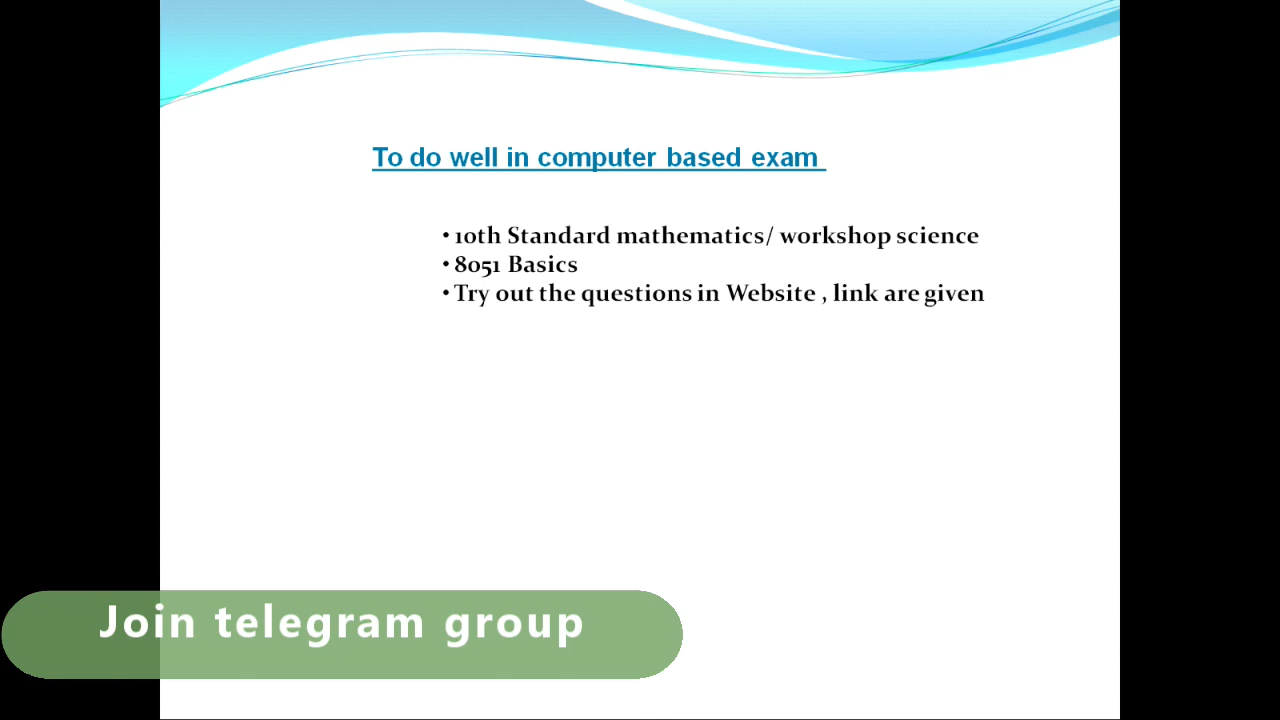 To do well in computer based exam
• 10th Standard mathematics/ workshop science
• 8051 Basics
• Try out the questions in Website , link are given
Join telegram group